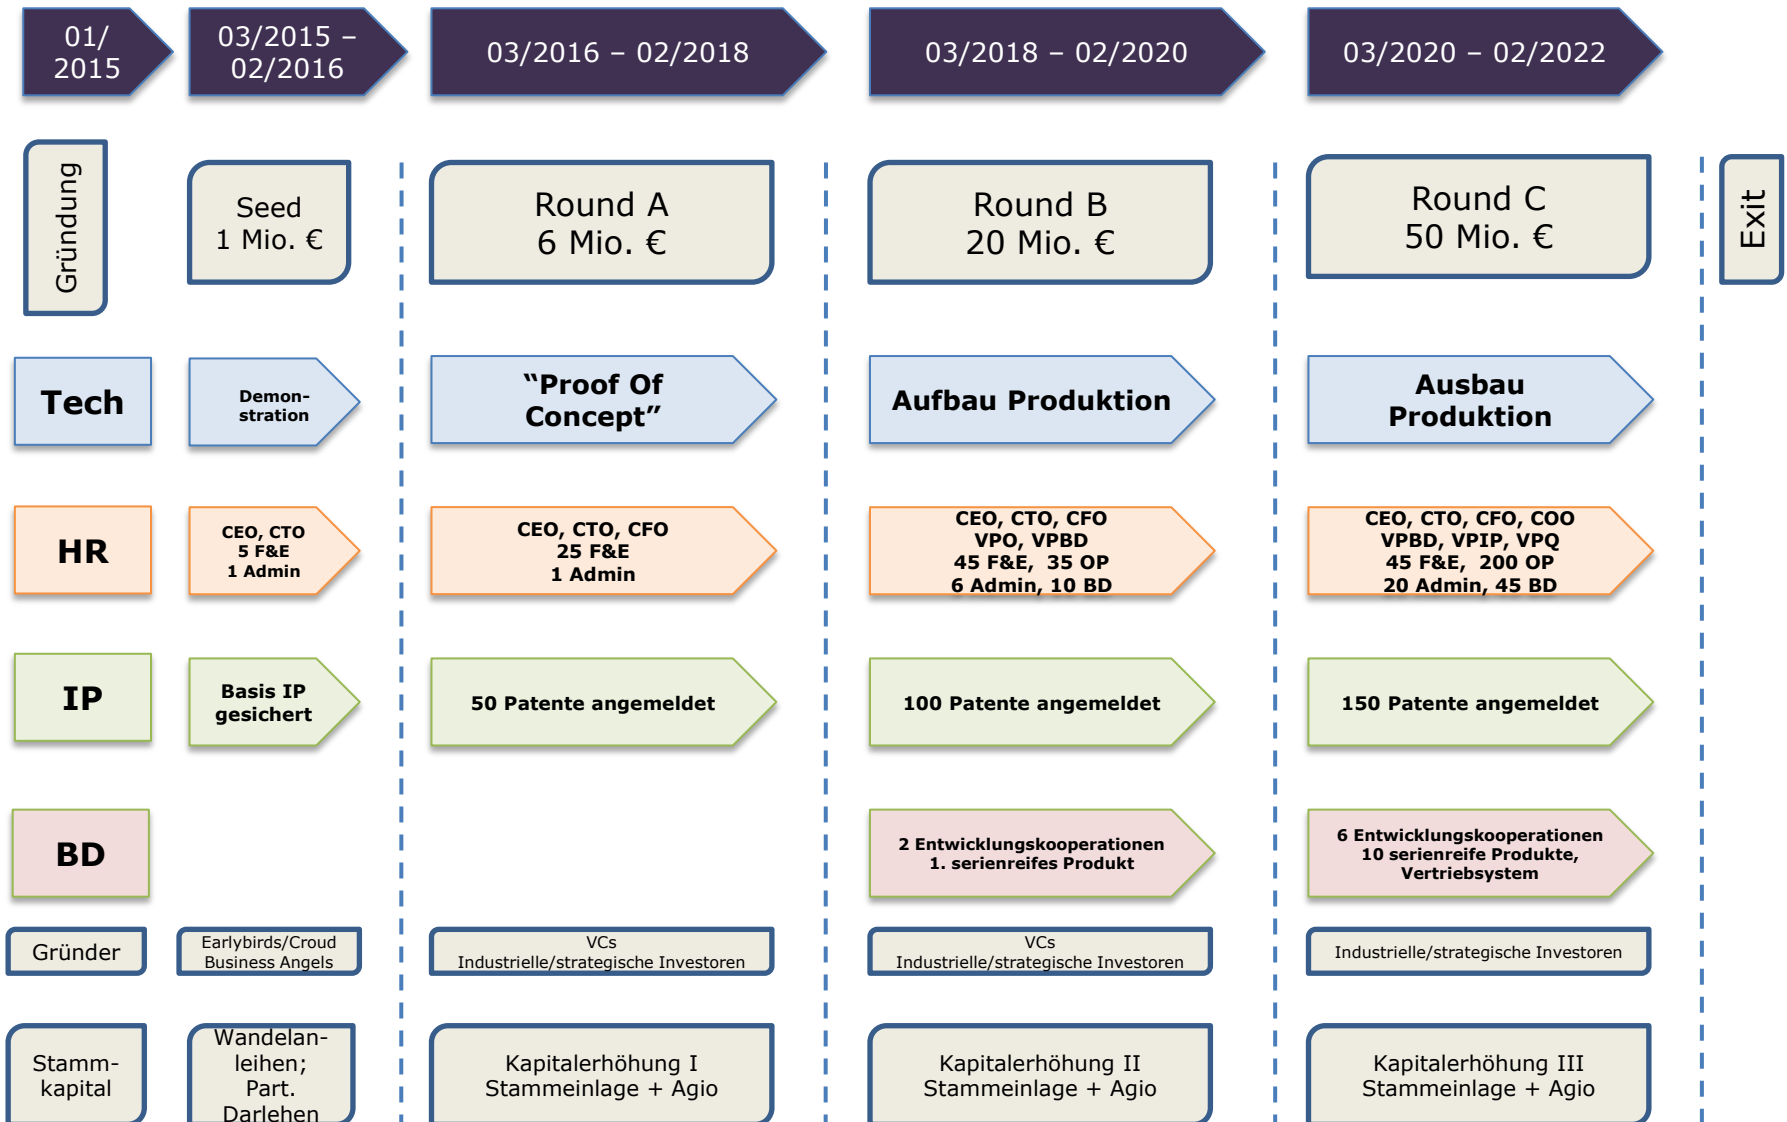 01/
2015
03/2015 –
02/2016
03/2016 – 02/2018
03/2018 – 02/2020
03/2020 – 02/2022
Gründung
Seed
1 Mio. €
Round A
6 Mio. €
Round B
20 Mio. €
Round C
50 Mio. €
Exit
Tech
Demon-
stration
“Proof Of
Concept”
Aufbau Produktion
Ausbau
Produktion
HR
CEO, CTO
5 F&E
1 Admin
CEO, CTO, CFO
25 F&E
1 Admin
CEO, CTO, CFO
VPO, VPBD
45 F&E, 35 OP
6 Admin, 10 BD
CEO, CTO, CFO, COO
VPBD, VPIP, VPQ
45 F&E, 200 OP
20 Admin, 45 BD
IP
Basis IP
gesichert
50 Patente angemeldet
100 Patente angemeldet
150 Patente angemeldet
BD
2 Entwicklungskooperationen
1. serienreifes Produkt
6 Entwicklungskooperationen
10 serienreife Produkte,
Vertriebsystem
Gründer
Earlybirds/Croud
Business Angels
VCs
Industrielle/strategische Investoren
VCs
Industrielle/strategische Investoren
Industrielle/strategische Investoren
Stamm-
kapital
Wandelan-
leihen;
Part.
Darlehen
Kapitalerhöhung I
Stammeinlage + Agio
Kapitalerhöhung II
Stammeinlage + Agio
Kapitalerhöhung III
Stammeinlage + Agio